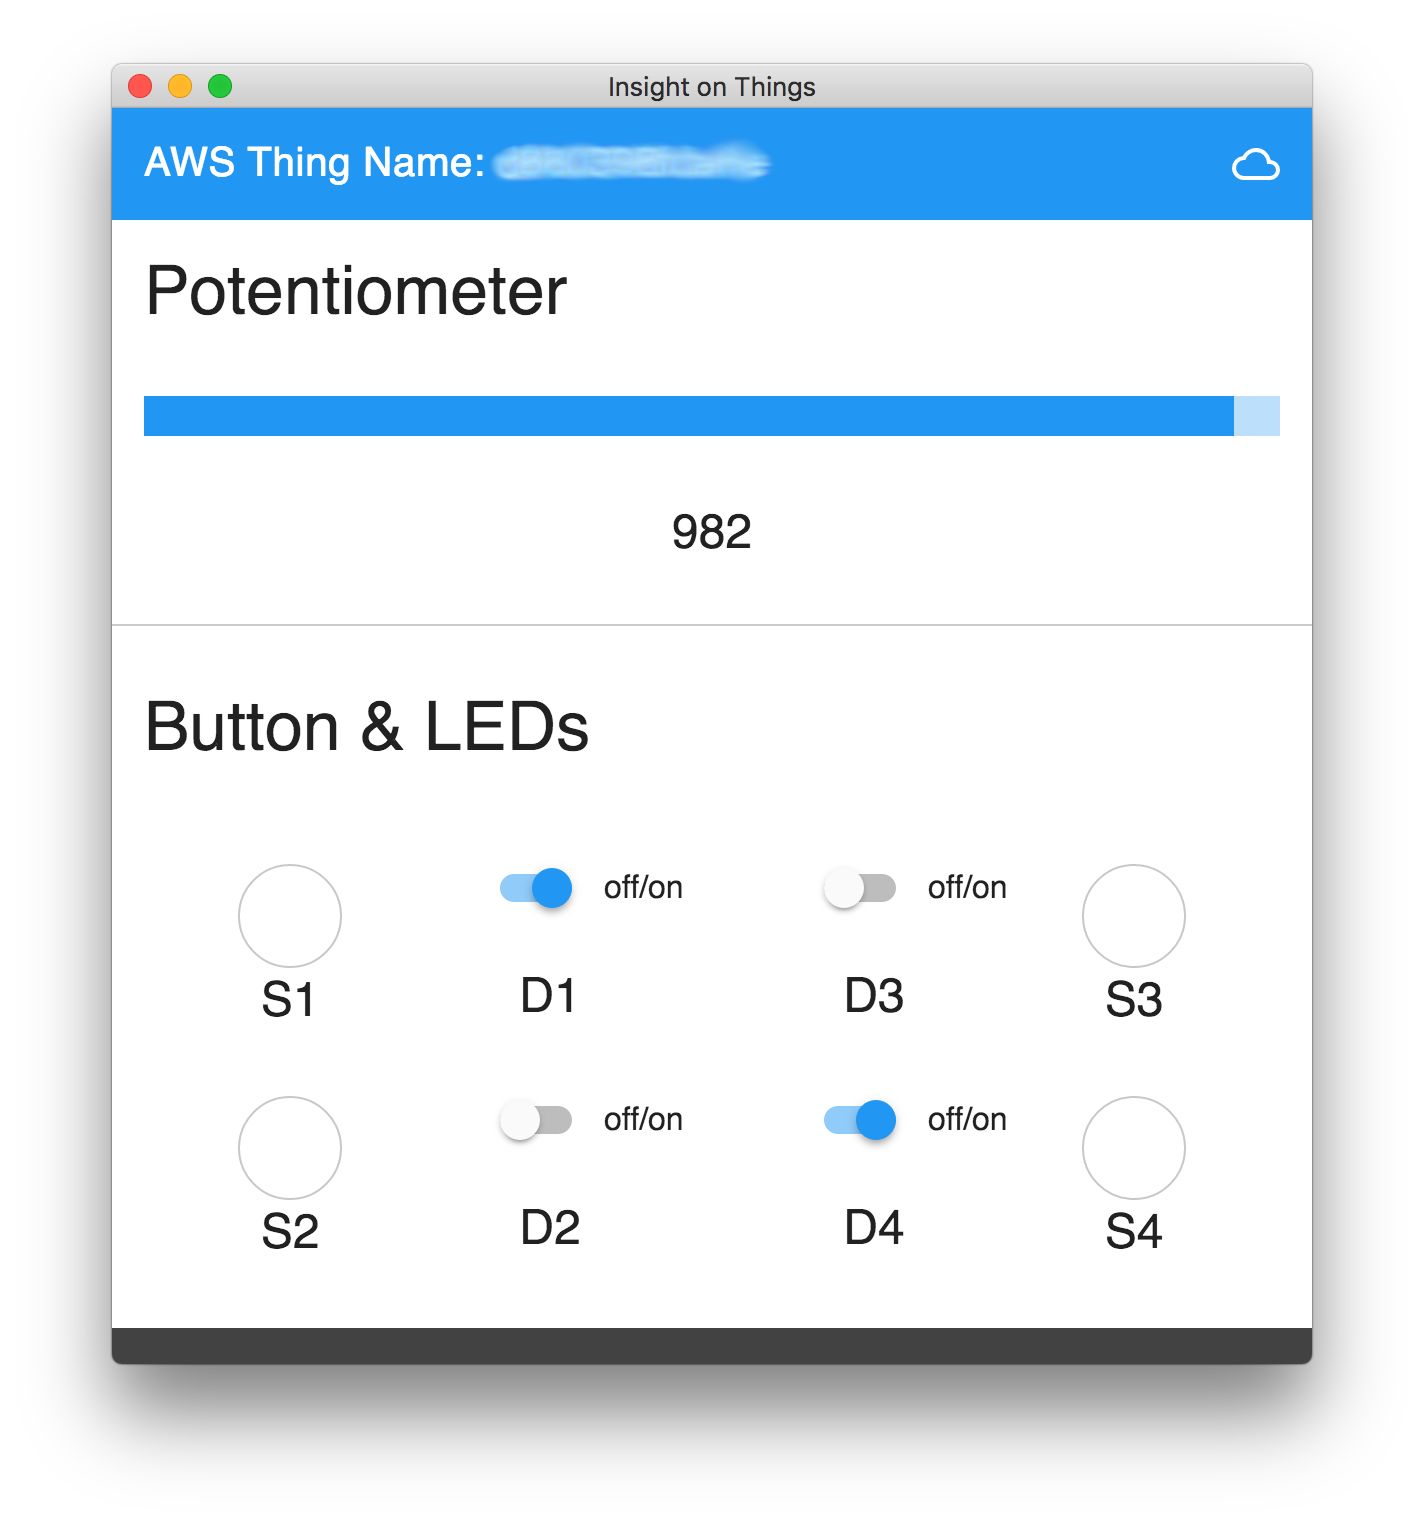 Insight on Things
AWS Thing Name:
Potentiometer
982
Button & LEDs
off/on off/on
S1 D1 D3 S3
off/on off/on
S2 D2 D4 S4